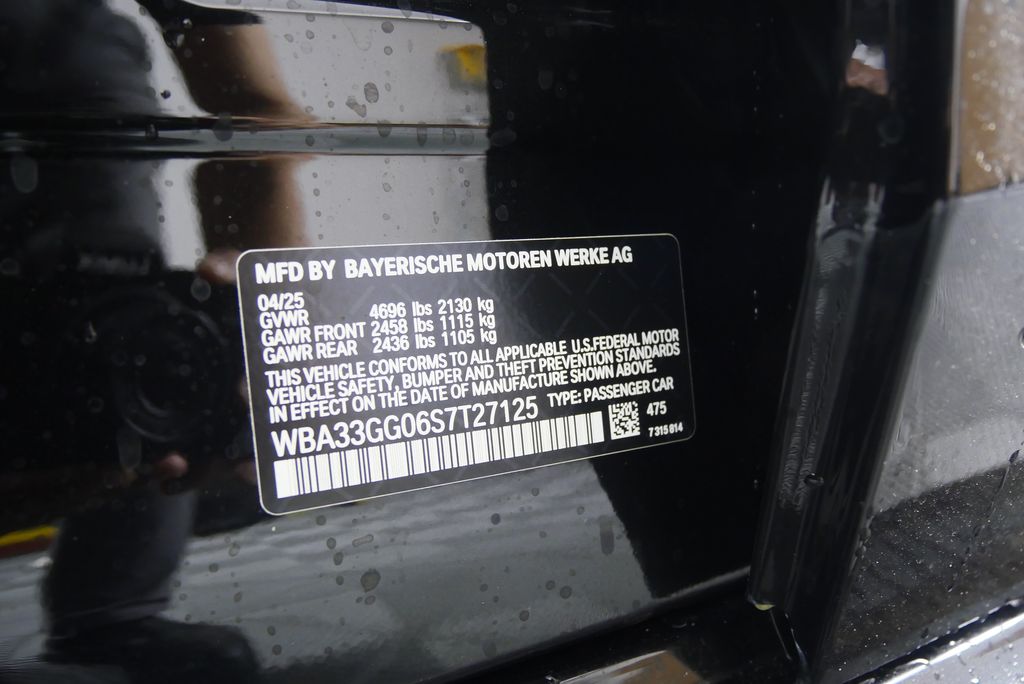 MFD BY BAYERISCHE MOTOREN WERKE AG
04/25
GVWR 4696 lbs 2130 kg
GAWR FRONT 2458 lbs 1115 kg
GAWR REAR 2436 lbs 1105 kg
THIS VEHICLE CONFORMS TO ALL APPLICABLE U.S.FEDERAL MOTOR
VEHICLE SAFETY, BUMPER AND THEFT PREVENTION STANDARDS
IN EFFECT ON THE DATE OF MANUFACTURE SHOWN ABOVE.
WBA33GG06S7T27125 TYPE: PASSENGER CAR
475
7 315 814